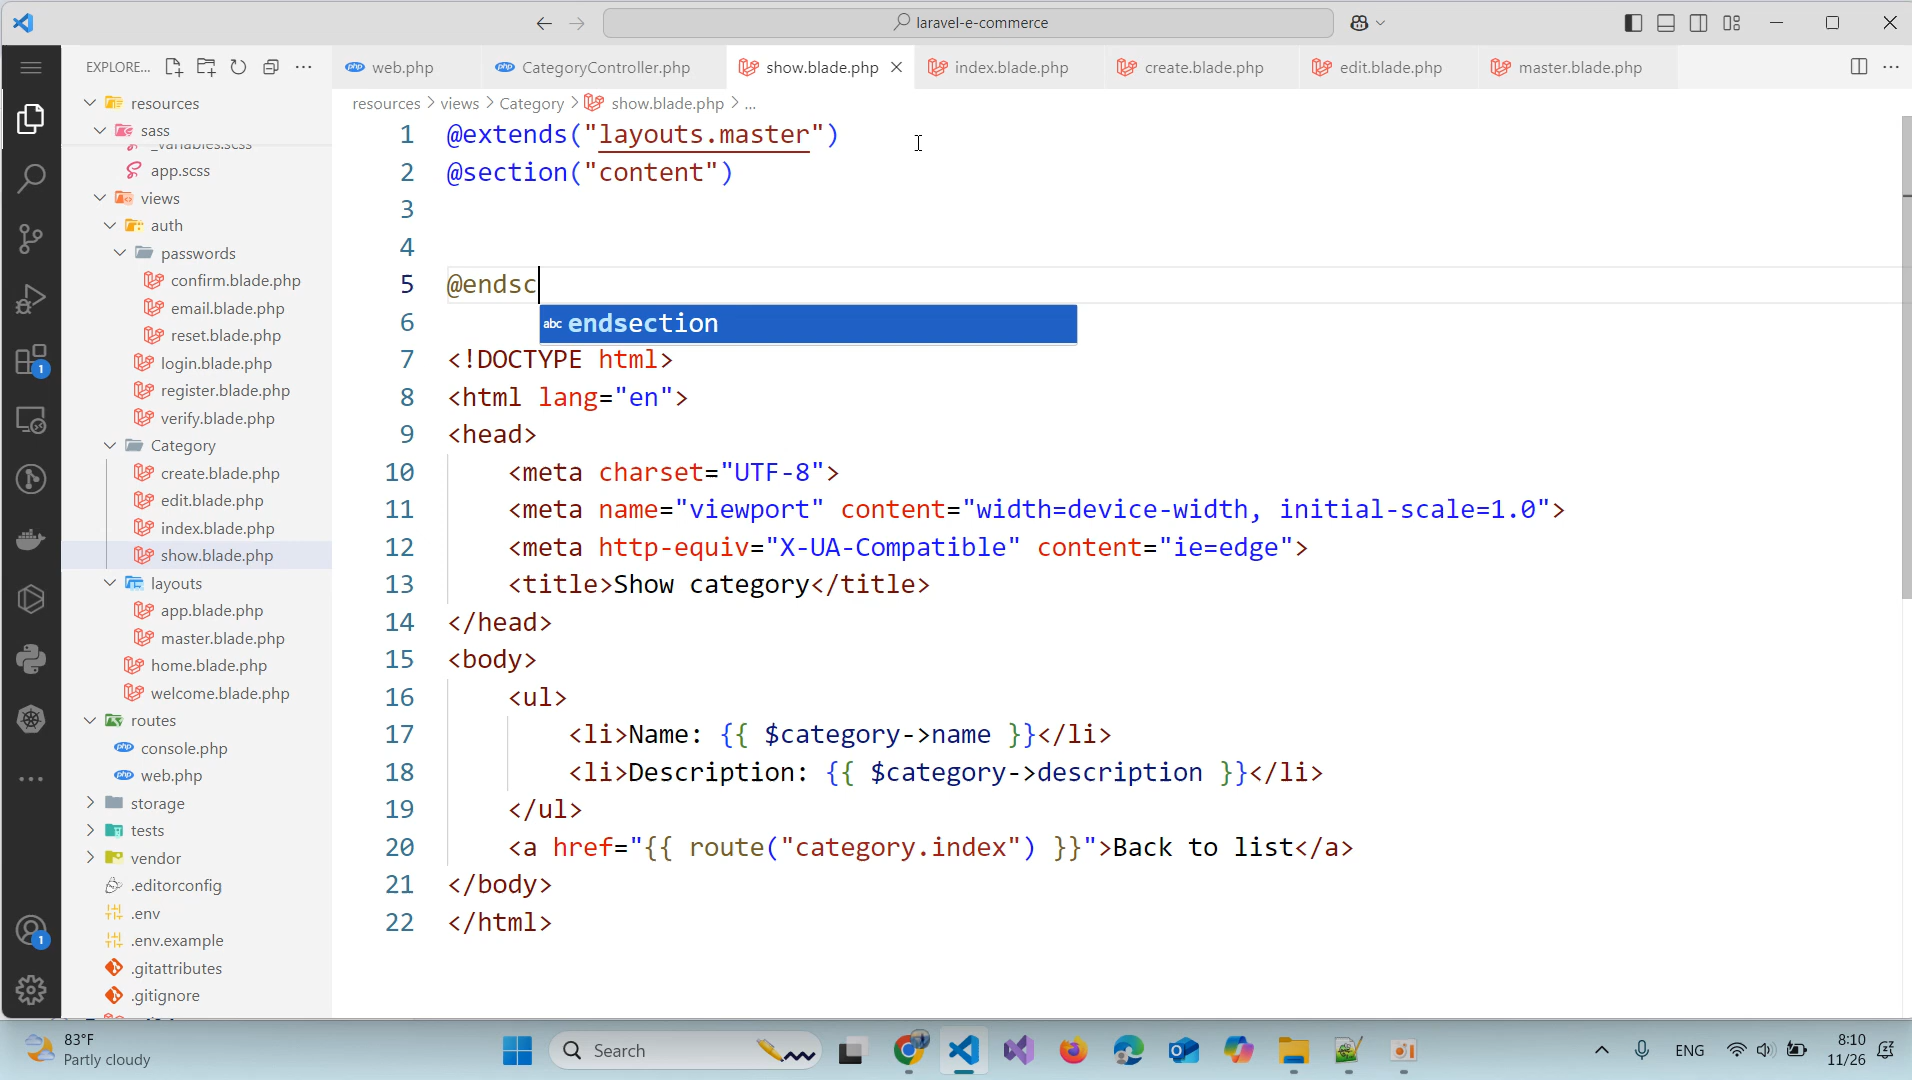 laravel-e-commerce
EXPLORE...
web.php
CategoryController.php
show.blade.php
index.blade.php
create.blade.php
edit.blade.php
master.blade.php
resources > views > Category > show.blade.php > ...
resources
sass
_variables.scss
app.scss
views
auth
passwords
confirm.blade.php
email.blade.php
reset.blade.php
login.blade.php
register.blade.php
verify.blade.php
Category
create.blade.php
edit.blade.php
index.blade.php
show.blade.php
layouts
app.blade.php
master.blade.php
home.blade.php
welcome.blade.php
routes
console.php
web.php
storage
tests
vendor
.editorconfig
.env
.env.example
.gitattributes
.gitignore
1 @extends("layouts.master")
2 @section("content")
3
4
5 @endsc
abc endsection
6
7 <!DOCTYPE html>
8 <html lang="en">
9 <head>
10 <meta charset="UTF-8">
11 <meta name="viewport" content="width=device-width, initial-scale=1.0">
12 <meta http-equiv="X-UA-Compatible" content="ie=edge">
13 <title>Show category</title>
14 </head>
15 <body>
16 <ul>
17 <li>Name: {{ $category->name }}</li>
18 <li>Description: {{ $category->description }}</li>
19 </ul>
20 <a href="{{ route("category.index") }}">Back to list</a>
21 </body>
22 </html>
1
1
83°F
Partly cloudy
Search
ENG
8:10
11/26